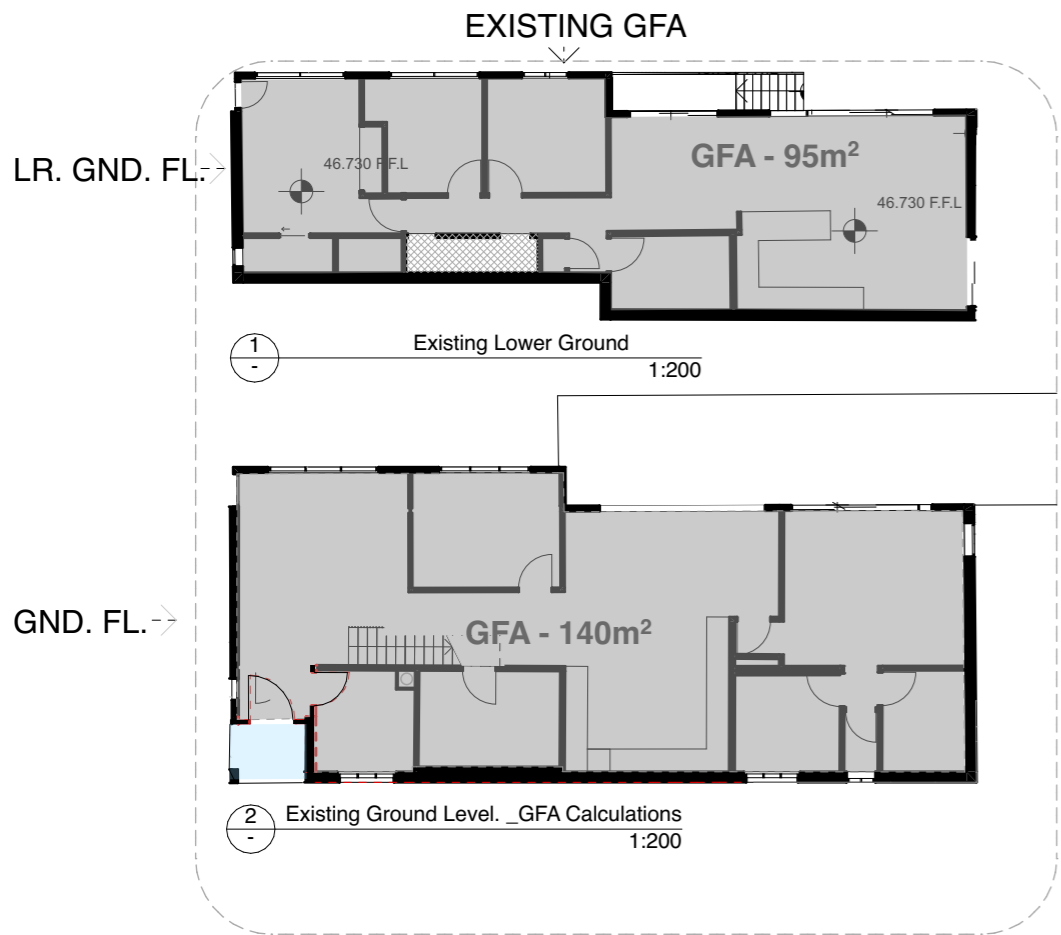 EXISTING GFA
LR. GND. FL.
GFA - 95m²
46.730 F.F.L
46.730 F.F.L
1
-
Existing Lower Ground
1:200
GND. FL.
GFA - 140m²
2
-
Existing Ground Level. _GFA Calculations
1:200